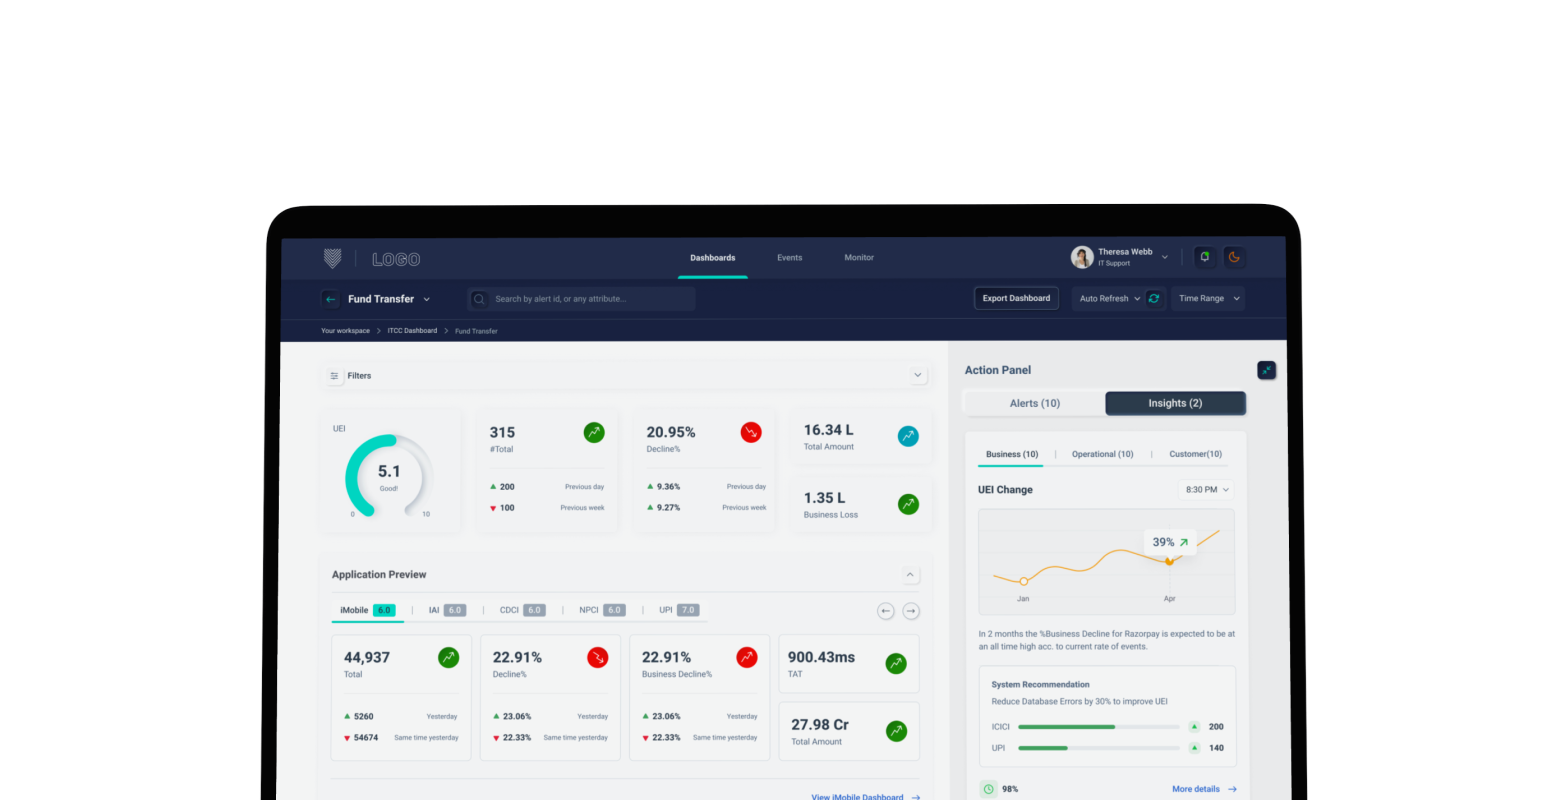 LOGO
Dashboards
Events
Monitor
Theresa Webb
IT Support
Fund Transfer
Search by alert id, or any attribute...
Export Dashboard
Auto Refresh
Time Range
Your workspace > ITCC Dashboard > Fund Transfer
Filters
UEI
5.1
Good!
0
10
315
#Total
200 Previous day
100 Previous week
20.95%
Decline%
9.36% Previous day
9.27% Previous week
16.34 L
Total Amount
1.35 L
Business Loss
Application Preview
iMobile 6.0 | IAI 6.0 | CDCI 6.0 | NPCI 6.0 | UPI 7.0
44,937
Total
5260 Yesterday
54674 Same time yesterday
22.91%
Decline%
23.06% Yesterday
22.33% Same time yesterday
22.91%
Business Decline%
23.06% Yesterday
22.33% Same time yesterday
900.43ms
TAT
27.98 Cr
Total Amount
View iMobile Dashboard
Action Panel
Alerts (10)
Insights (2)
Business (10) | Operational (10) | Customer(10)
UEI Change
8:30 PM
39%
Jan
Apr
In 2 months the %Business Decline for Razorpay is expected to be at
an all time high acc. to current rate of events.
System Recommendation
Reduce Database Errors by 30% to improve UEI
ICICI 200
UPI 140
98%
More details